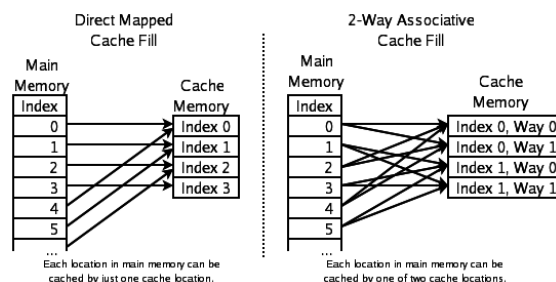 Direct Mapped
Cache Fill
Main
Memory
Index
0
1
2
3
4
5
...
Cache
Memory
Index 0
Index 1
Index 2
Index 3
Each location in main memory can be
cached by just one cache location.
2-Way Associative
Cache Fill
Main
Memory
Index
0
1
2
3
4
5
...
Cache
Memory
Index 0, Way 0
Index 0, Way 1
Index 1, Way 0
Index 1, Way 1
Each location in main memory can be
cached by one of two cache locations.